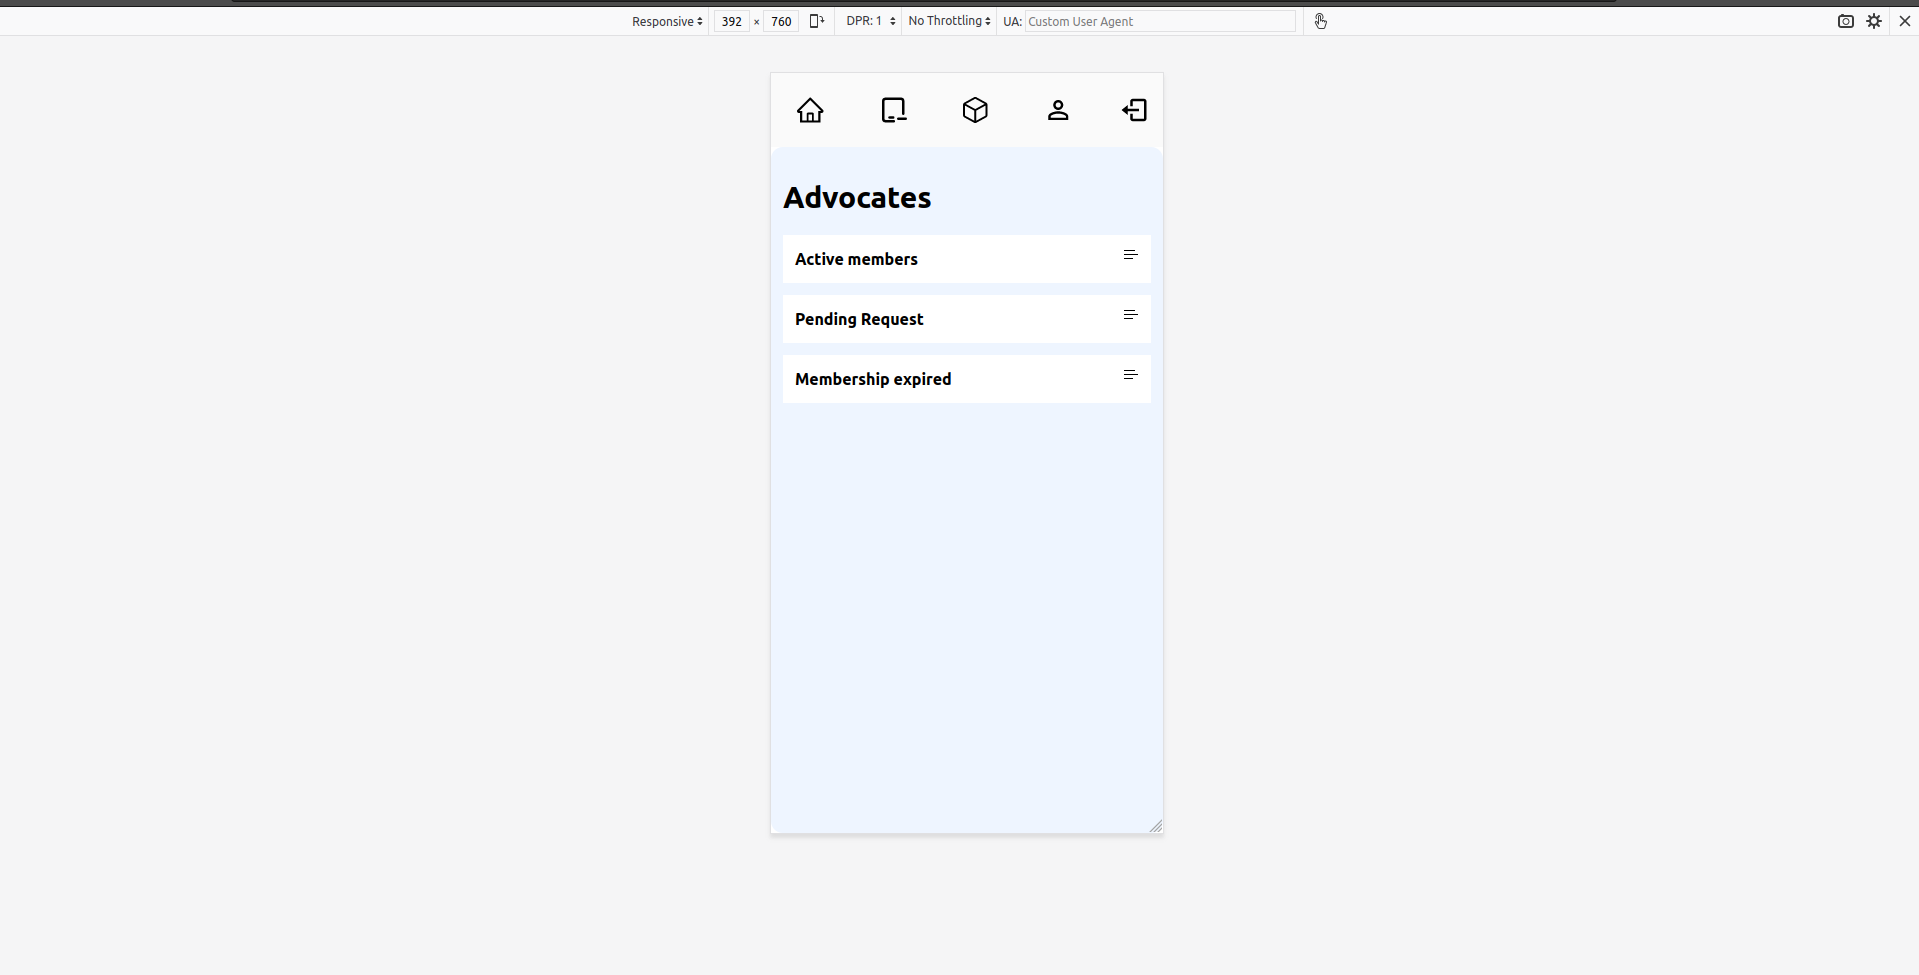 Responsive 392 × 760 DPR: 1 No Throttling UA: Custom User Agent
Advocates
Active members
Pending Request
Membership expired